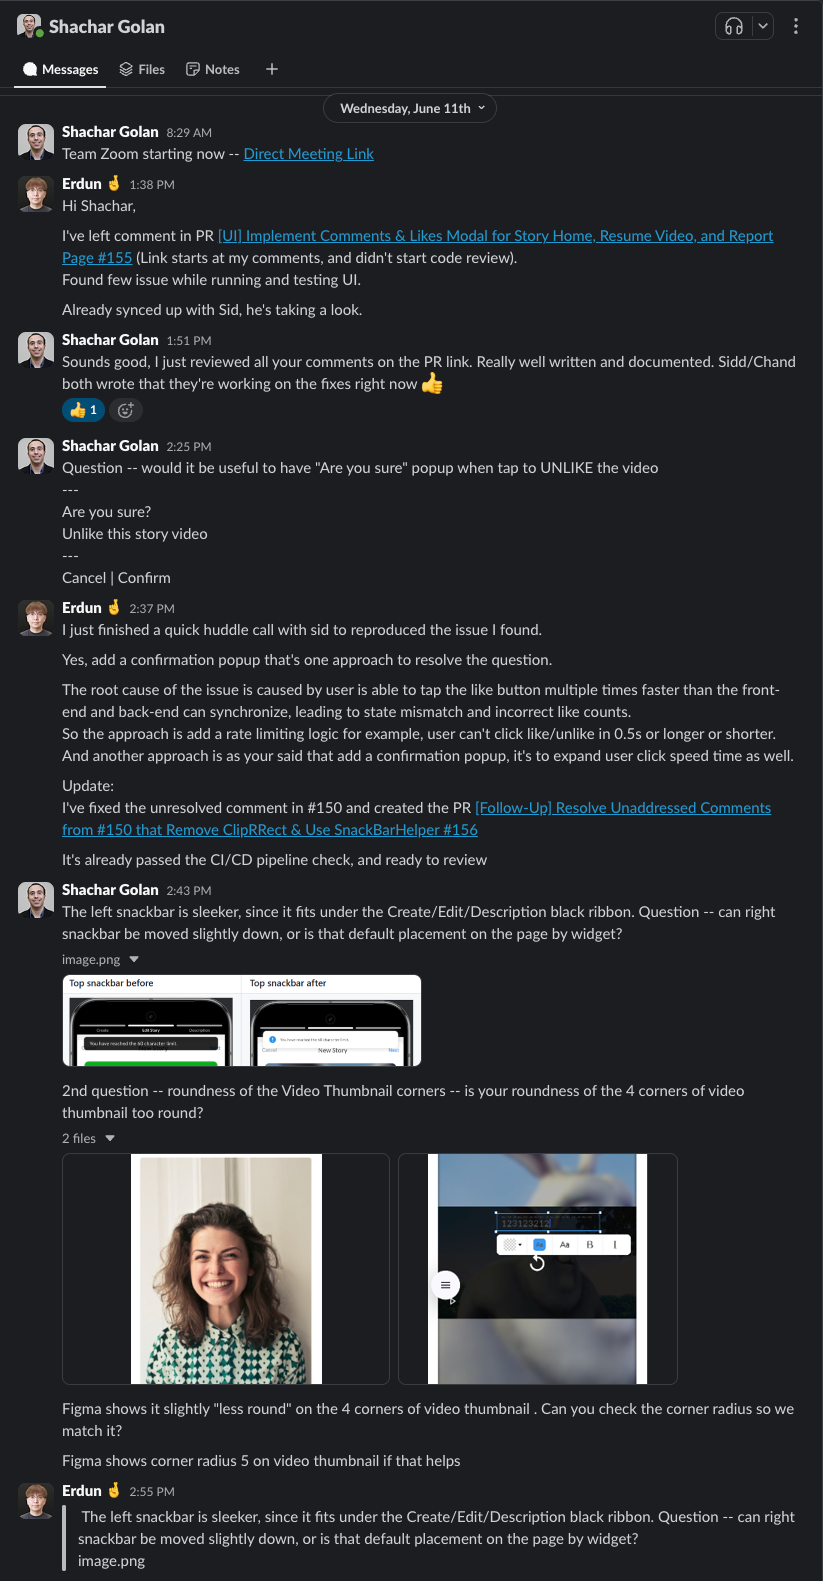 Shachar Golan
Messages
Files
Notes
Wednesday, June 11th
Shachar Golan 8:29 AM
Team Zoom starting now -- Direct Meeting Link
Erdun 🤞 1:38 PM
Hi Shachar,
I've left comment in PR [UI] Implement Comments & Likes Modal for Story Home, Resume Video, and Report
Page #155 (Link starts at my comments, and didn't start code review).
Found few issue while running and testing UI.
Already synced up with Sid, he's taking a look.
Shachar Golan 1:51 PM
Sounds good, I just reviewed all your comments on the PR link. Really well written and documented. Sidd/Chand
both wrote that they're working on the fixes right now 👍
👍 1
Shachar Golan 2:25 PM
Question -- would it be useful to have "Are you sure" popup when tap to UNLIKE the video
---
Are you sure?
Unlike this story video
---
Cancel | Confirm
Erdun 🤞 2:37 PM
I just finished a quick huddle call with sid to reproduced the issue I found.
Yes, add a confirmation popup that's one approach to resolve the question.
The root cause of the issue is caused by user is able to tap the like button multiple times faster than the front-
end and back-end can synchronize, leading to state mismatch and incorrect like counts.
So the approach is add a rate limiting logic for example, user can't click like/unlike in 0.5s or longer or shorter.
And another approach is as your said that add a confirmation popup, it's to expand user click speed time as well.
Update:
I've fixed the unresolved comment in #150 and created the PR [Follow-Up] Resolve Unaddressed Comments
from #150 that Remove ClipRRect & Use SnackBarHelper #156
It's already passed the CI/CD pipeline check, and ready to review
Shachar Golan 2:43 PM
The left snackbar is sleeker, since it fits under the Create/Edit/Description black ribbon. Question -- can right
snackbar be moved slightly down, or is that default placement on the page by widget?
image.png
Top snackbar before
Top snackbar after
Create Edit Story Description
You have reached the 60 character limit.
You have reached the 60 character limit.
Cancel New Story Next
2nd question -- roundness of the Video Thumbnail corners -- is your roundness of the 4 corners of video
thumbnail too round?
2 files
123123212
Aa B I
Figma shows it slightly "less round" on the 4 corners of video thumbnail . Can you check the corner radius so we
match it?
Figma shows corner radius 5 on video thumbnail if that helps
Erdun 🤞 2:55 PM
The left snackbar is sleeker, since it fits under the Create/Edit/Description black ribbon. Question -- can right
snackbar be moved slightly down, or is that default placement on the page by widget?
image.png